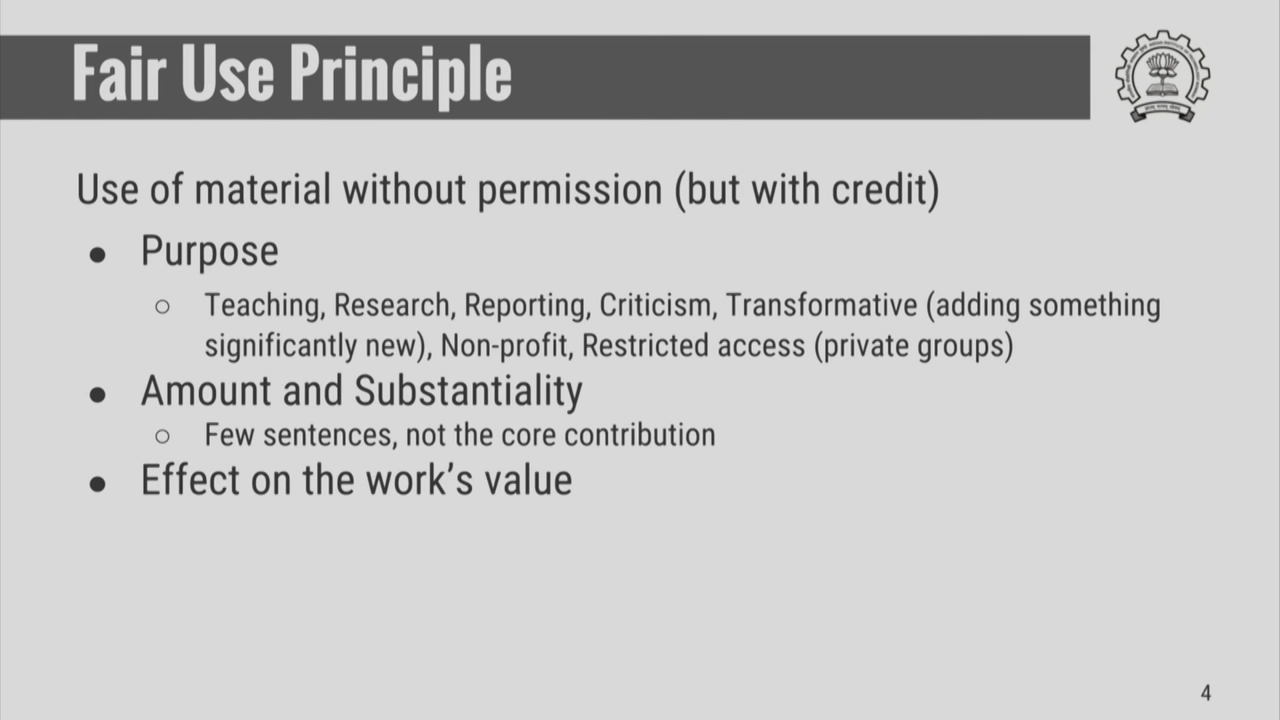 Fair Use Principle
Use of material without permission (but with credit)
● Purpose
○ Teaching, Research, Reporting, Criticism, Transformative (adding something
significantly new), Non-profit, Restricted access (private groups)
● Amount and Substantiality
○ Few sentences, not the core contribution
● Effect on the work’s value
4